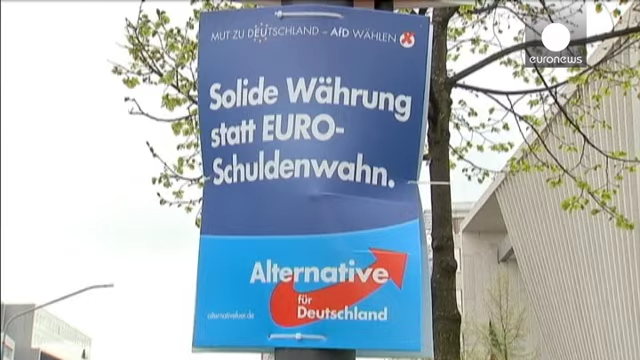 MUT ZU DEUTSCHLAND – AfD WÄHLEN
euronews
Solide Währung
statt EURO-
Schuldenwahn.
Alternative
für
Deutschland
alternativefuer.de